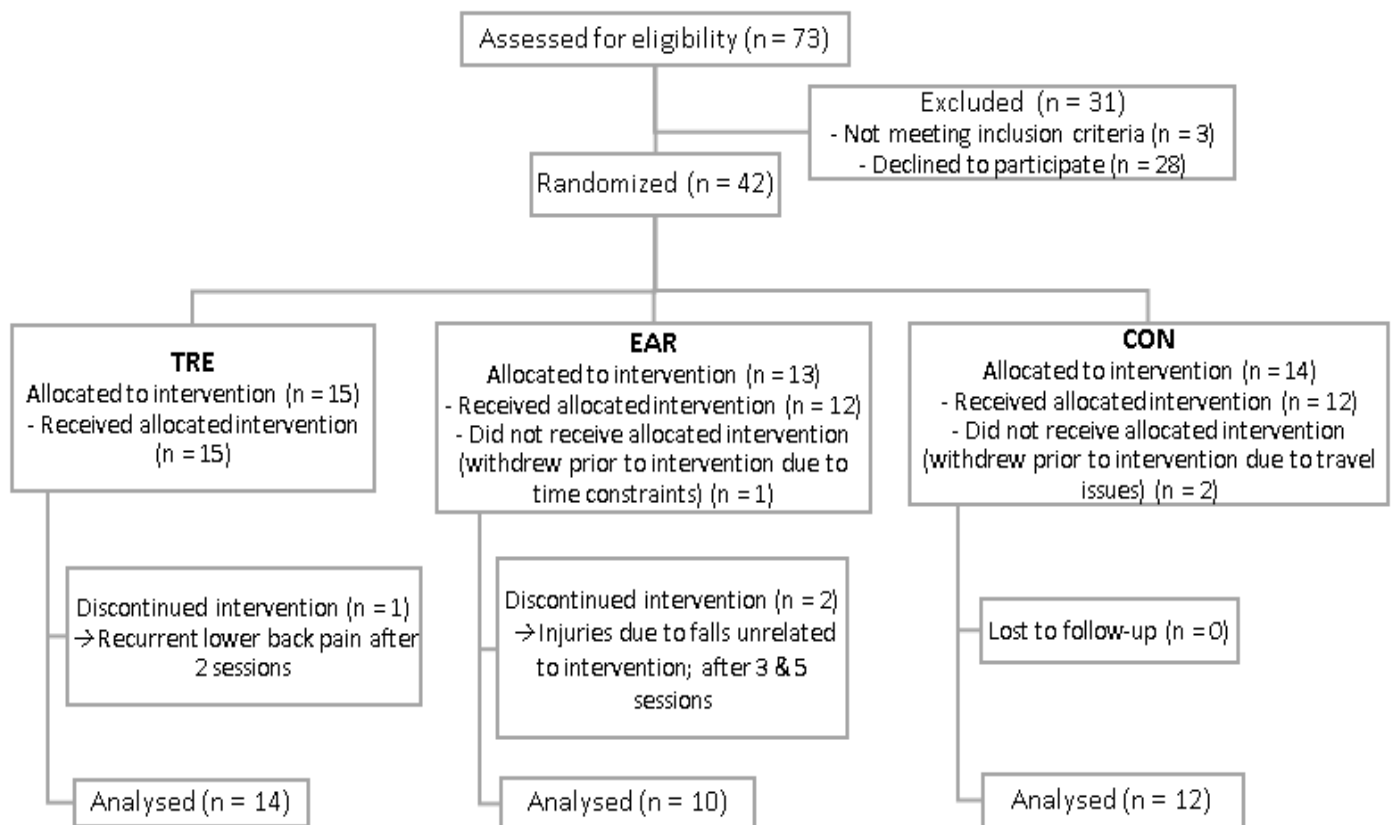 Assessed for eligibility (n = 73)
Excluded (n = 31)
- Not meeting inclusion criteria (n = 3)
- Declined to participate (n = 28)
Randomized (n = 42)
TRE
Allocated to intervention (n = 15)
- Received allocated intervention
(n = 15)
EAR
Allocated to intervention (n = 13)
- Received allocated intervention (n = 12)
- Did not receive allocated intervention
(withdrew prior to intervention due to
time constraints) (n = 1)
CON
Allocated to intervention (n = 14)
- Received allocated intervention (n = 12)
- Did not receive allocated intervention
(withdrew prior to intervention due to travel
issues) (n = 2)
Discontinued intervention (n = 1)
→ Recurrent lower back pain after
2 sessions
Discontinued intervention (n = 2)
→ Injuries due to falls unrelated
to intervention; after 3 & 5
sessions
Lost to follow-up (n = 0)
Analysed (n = 14)
Analysed (n = 10)
Analysed (n = 12)